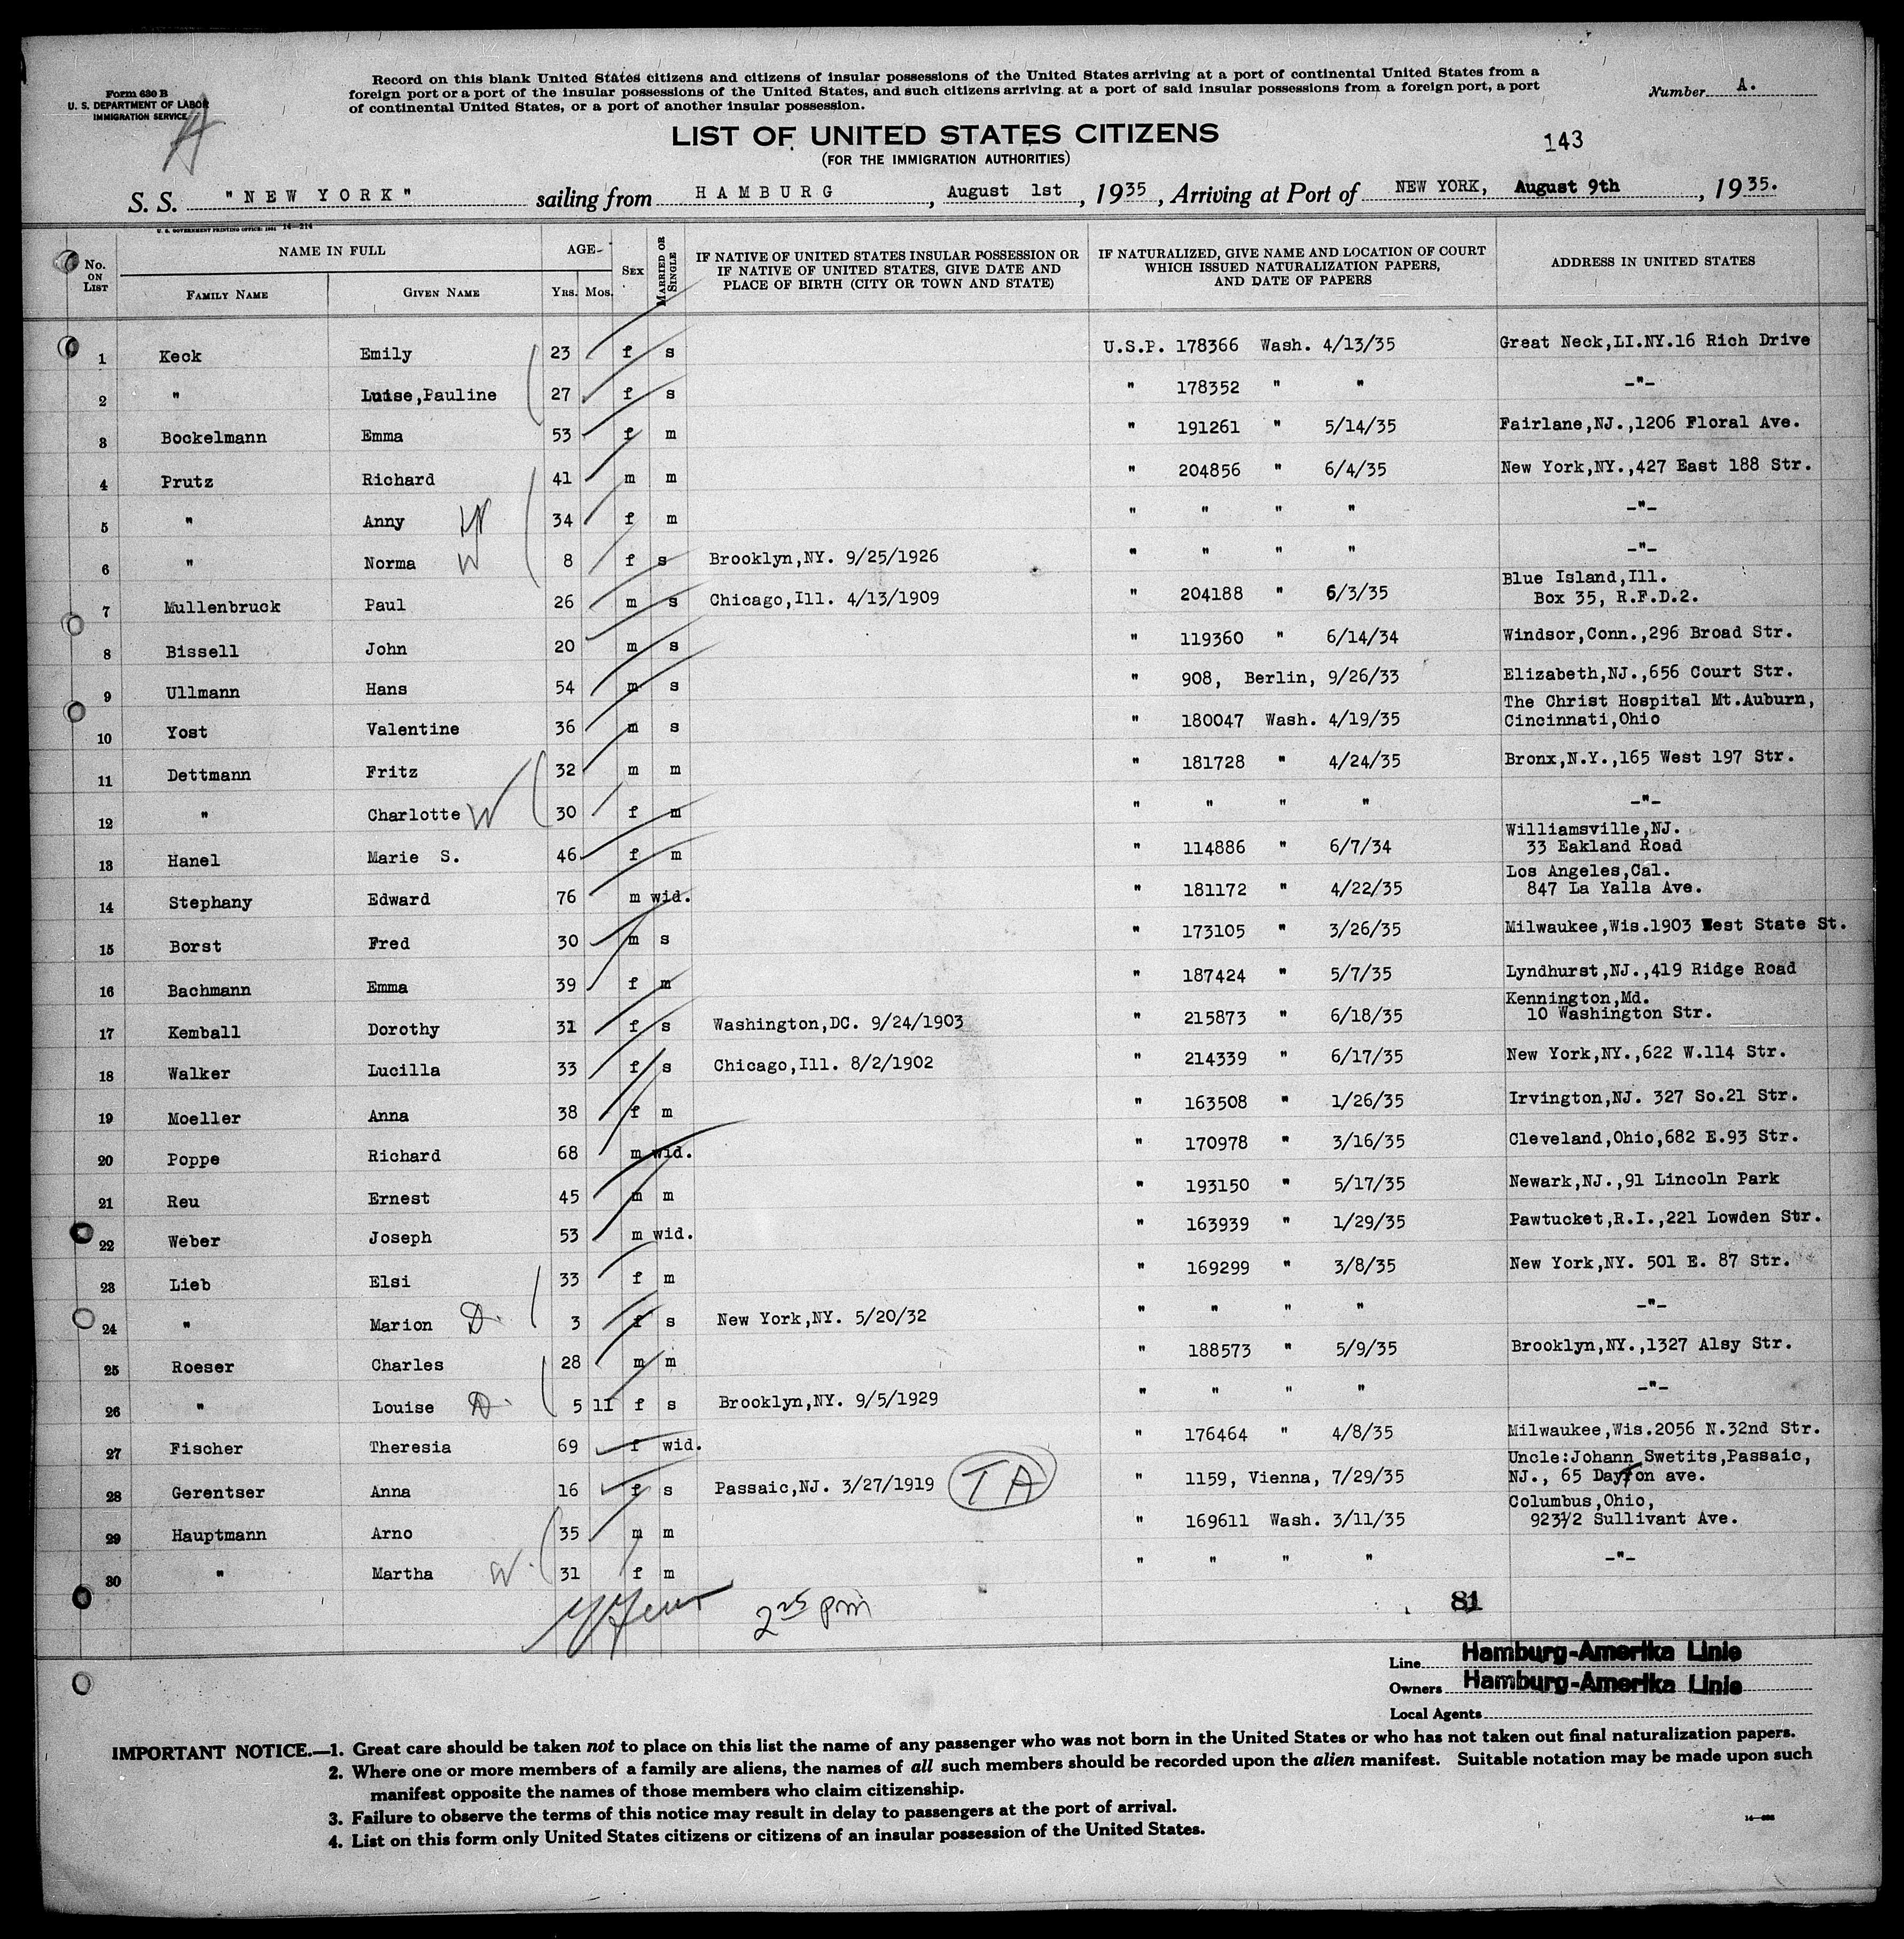 Form 630 B
U. S. DEPARTMENT OF LABOR
IMMIGRATION SERVICE
A
Record on this blank United States citizens and citizens of insular possessions of the United States arriving at a port of continental United States from a
foreign port or a port of the insular possessions of the United States, and such citizens arriving at a port of said insular possessions from a foreign port, a port
of continental United States, or a port of another insular possession.
Number A.
LIST OF UNITED STATES CITIZENS
(FOR THE IMMIGRATION AUTHORITIES)
143
S. S. "NEW YORK" sailing from HAMBURG, August 1st, 1935, Arriving at Port of NEW YORK, August 9th, 1935.
U. S. GOVERNMENT PRINTING OFFICE: 1931 14—214
No. ON LIST NAME IN FULL FAMILY NAME GIVEN NAME AGE YRS. MOS. SEX MARRIED OR SINGLE IF NATIVE OF UNITED STATES INSULAR POSSESSION OR IF NATIVE OF UNITED STATES, GIVE DATE AND PLACE OF BIRTH (CITY OR TOWN AND STATE) IF NATURALIZED, GIVE NAME AND LOCATION OF COURT WHICH ISSUED NATURALIZATION PAPERS, AND DATE OF PAPERS ADDRESS IN UNITED STATES
1 Keck Emily 23 f s U.S.P. 178366 Wash. 4/13/35 Great Neck,LI.NY.16 Rich Drive
2 " Luise,Pauline 27 f s " 178352 " " -"-
3 Bockelmann Emma 53 f m " 191261 " 5/14/35 Fairlane,NJ.,1206 Floral Ave.
4 Prutz Richard 41 m m " 204856 " 6/4/35 New York,NY.,427 East 188 Str.
5 " Anny W 34 f m " " " " -"-
6 " Norma W 8 f s Brooklyn,NY. 9/25/1926 " " " " -"-
7 Mullenbruck Paul 26 m s Chicago,Ill. 4/13/1909 " 204188 " 6/3/35 Blue Island,Ill.
Box 35, R.F.D.2.
8 Bissell John 20 m s " 119360 " 6/14/34 Windsor,Conn.,296 Broad Str.
9 Ullmann Hans 54 m s " 908, Berlin, 9/26/33 Elizabeth,NJ.,656 Court Str.
10 Yost Valentine 36 m s " 180047 Wash. 4/19/35 The Christ Hospital Mt.Auburn,
Cincinnati,Ohio
11 Dettmann Fritz 32 m m " 181728 " 4/24/35 Bronx,N.Y.,165 West 197 Str.
12 " Charlotte W 30 f m " " " " -"-
13 Hanel Marie S. 46 f m " 114886 " 6/7/34 Williamsville,NJ.
33 Eakland Road
14 Stephany Edward 76 m wid. " 181172 " 4/22/35 Los Angeles,Cal.
847 La Yalla Ave.
15 Borst Fred 30 m s " 173105 " 3/26/35 Milwaukee,Wis.1903 West State St.
16 Bachmann Emma 39 f m " 187424 " 5/7/35 Lyndhurst,NJ.,419 Ridge Road
17 Kemball Dorothy 31 f s Washington,DC. 9/24/1903 " 215873 " 6/18/35 Kennington,Md.
10 Washington Str.
18 Walker Lucilla 33 f s Chicago,Ill. 8/2/1902 " 214339 " 6/17/35 New York,NY.,622 W.114 Str.
19 Moeller Anna 38 f m " 163508 " 1/26/35 Irvington,NJ. 327 So.21 Str.
20 Poppe Richard 68 m wid. " 170978 " 3/16/35 Cleveland,Ohio,682 E.93 Str.
21 Reu Ernest 45 m m " 193150 " 5/17/35 Newark,NJ.,91 Lincoln Park
22 Weber Joseph 53 m wid. " 163939 " 1/29/35 Pawtucket,R.I.,221 Lowden Str.
23 Lieb Elsi 33 f m " 169299 " 3/8/35 New York,NY. 501 E. 87 Str.
24 " Marion D. 3 f s New York,NY. 5/20/32 " " " " -"-
25 Roeser Charles 28 m m " 188573 " 5/9/35 Brooklyn,NY.,1327 Alsy Str.
26 " Louise D. 5 11 f s Brooklyn,NY. 9/5/1929 " " " " -"-
27 Fischer Theresia 69 f wid. " 176464 " 4/8/35 Milwaukee,Wis.2056 N.32nd Str.
28 Gerentser Anna 16 f s Passaic,NJ. 3/27/1919 TA " 1159, Vienna, 7/29/35 Uncle:Johann Swetits,Passaic,
NJ., 65 Dayton ave.
29 Hauptmann Arno 35 m m " 169611 Wash. 3/11/35 Columbus,Ohio,
923½ Sullivant Ave.
30 " Martha W. 31 f m " " " " -"-
2 25 pm
81
Line Hamburg-Amerika Linie
Owners Hamburg-Amerika Linie
Local Agents
IMPORTANT NOTICE.—1. Great care should be taken not to place on this list the name of any passenger who was not born in the United States or who has not taken out final naturalization papers.
2. Where one or more members of a family are aliens, the names of all such members should be recorded upon the alien manifest. Suitable notation may be made upon such
manifest opposite the names of those members who claim citizenship.
3. Failure to observe the terms of this notice may result in delay to passengers at the port of arrival.
4. List on this form only United States citizens or citizens of an insular possession of the United States.